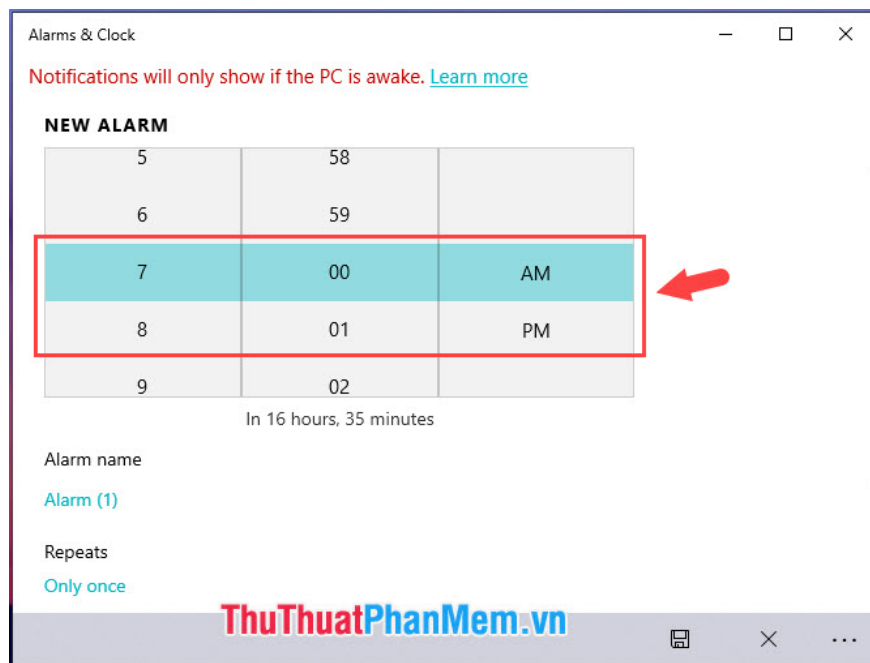 Alarms & Clock
Notifications will only show if the PC is awake. Learn more
NEW ALARM
5 58
6 59
7 00 AM
8 01 PM
9 02
In 16 hours, 35 minutes
Alarm name
Alarm (1)
Repeats
Only once
ThuThuatPhanMem.vn